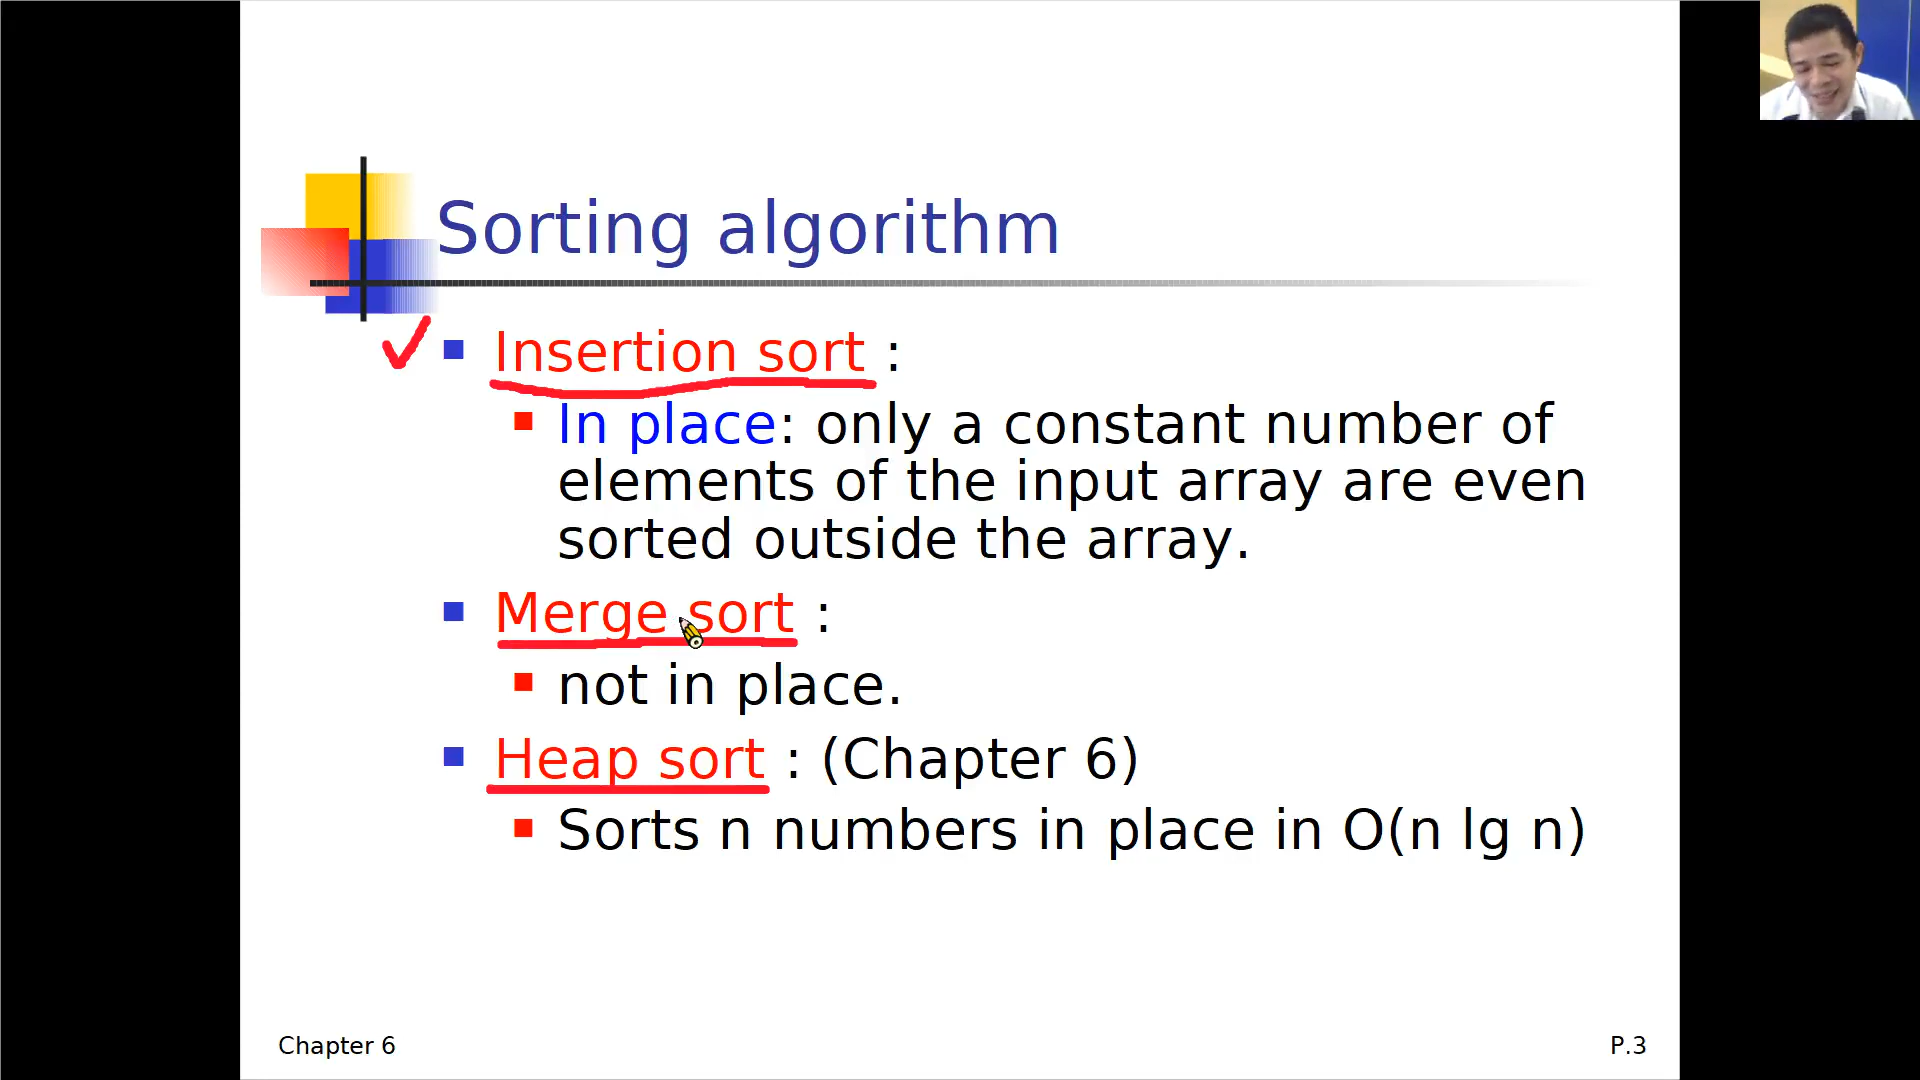 Sorting algorithm
Insertion sort :
In place: only a constant number of
elements of the input array are even
sorted outside the array.
Merge sort :
not in place.
Heap sort : (Chapter 6)
Sorts n numbers in place in O(n lg n)
Chapter 6
P.3